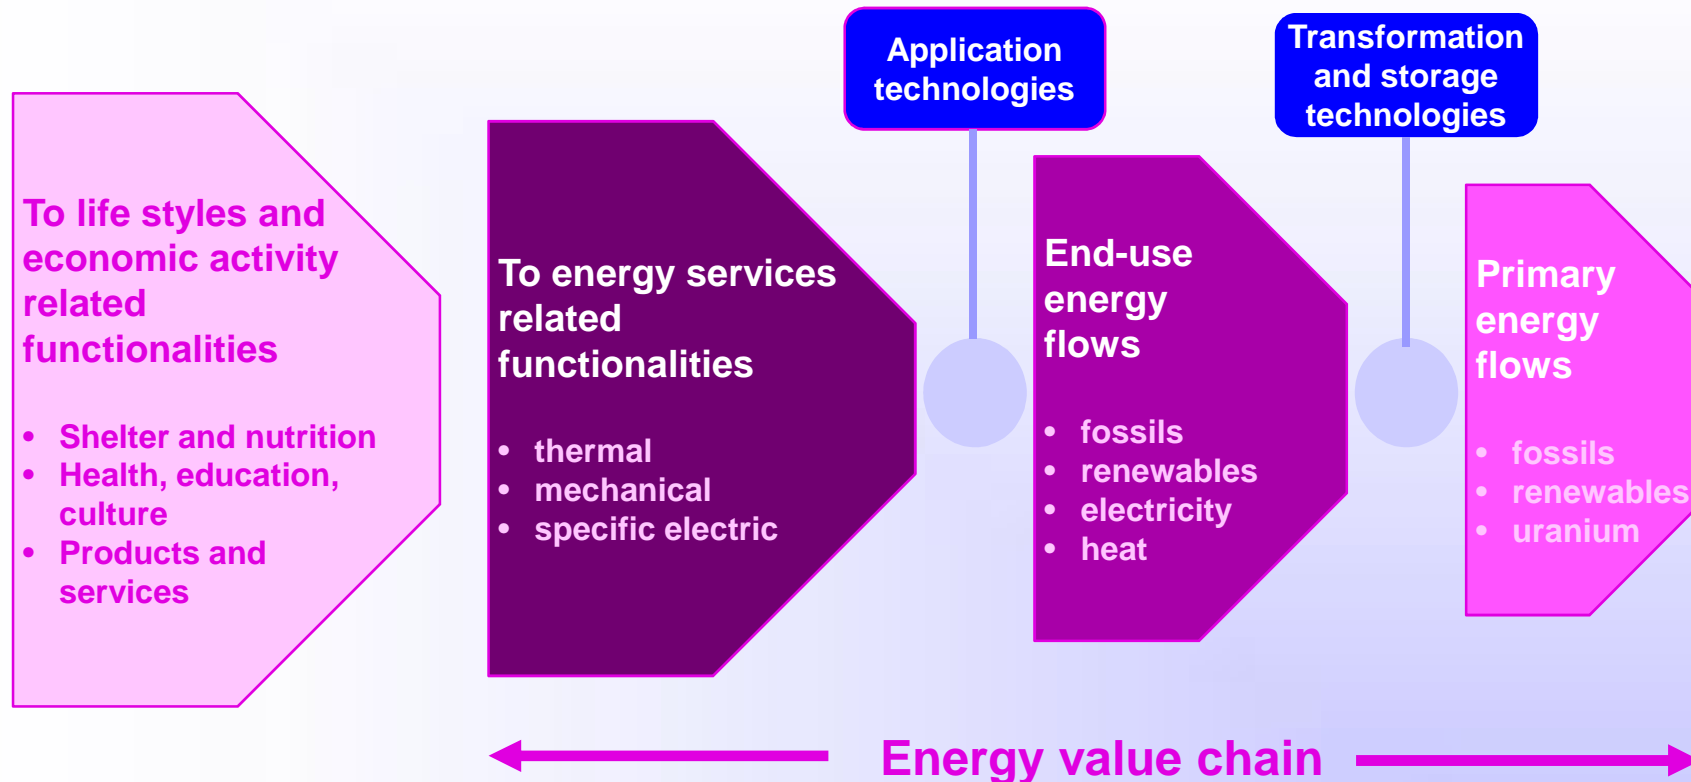 Application
technologies
Transformation
and storage
technologies
To life styles and
economic activity
related
functionalities
• Shelter and nutrition
• Health, education,
culture
• Products and
services
To energy services
related
functionalities
• thermal
• mechanical
• specific electric
End-use
energy
flows
• fossils
• renewables
• electricity
• heat
Primary
energy
flows
• fossils
• renewables
• uranium
Energy value chain